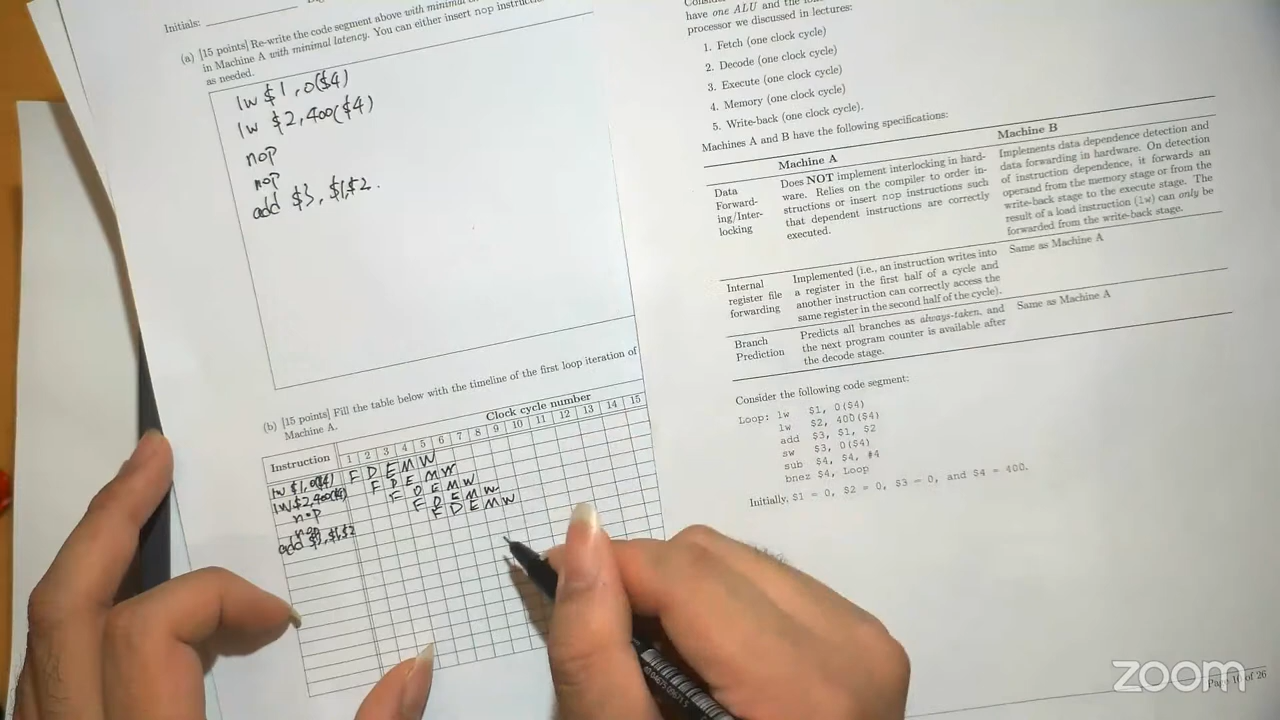 Initials:
(a) [15 points] Re-write the code segment above with minimal
in Machine A with minimal latency. You can either insert nop
as needed.
lw $1, 0($4)
lw $2, 400($4)
nop
nop
add $3, $1, $2.
(b) [15 points] Fill the table below with the timeline of the first loop iteration of
Machine A.
Clock cycle number
Instruction 1 2 3 4 5 6 7 8 9 10 11 12 13 14 15
lw $1, 0($4) F D E M W
lw $2, 400($4) F D E M W
nop F D E M W
nop F D E M W
add $3, $1, $2 F D E M W
have one ALU and the
processor we discussed in lectures:
1. Fetch (one clock cycle)
2. Decode (one clock cycle)
3. Execute (one clock cycle)
4. Memory (one clock cycle)
5. Write-back (one clock cycle).
Machines A and B have the following specifications:
Machine A Machine B
Data
Forward-
ing/Inter-
locking
Does NOT implement interlocking in hard-
ware. Relies on the compiler to order in-
structions or insert nop instructions such
that dependent instructions are correctly
executed.
Implements data dependence detection and
data forwarding in hardware. On detection
of instruction dependence, it forwards an
operand from the memory stage or from the
write-back stage to the execute stage. The
result of a load instruction (lw) can only be
forwarded from the write-back stage.
Internal
register file
forwarding
Implemented (i.e., an instruction writes into
a register in the first half of a cycle and
another instruction can correctly access the
same register in the second half of the cycle).
Same as Machine A
Branch
Prediction
Predicts all branches as always-taken, and
the next program counter is available after
the decode stage.
Same as Machine A
Consider the following code segment:
Loop: lw $1, 0($4)
lw $2, 400($4)
add $3, $1, $2
sw $3, 0($4)
sub $4, $4, #4
bnez $4, Loop
Initially, $1 = 0, $2 = 0, $3 = 0, and $4 = 400.
Page 16 of 26
zoom